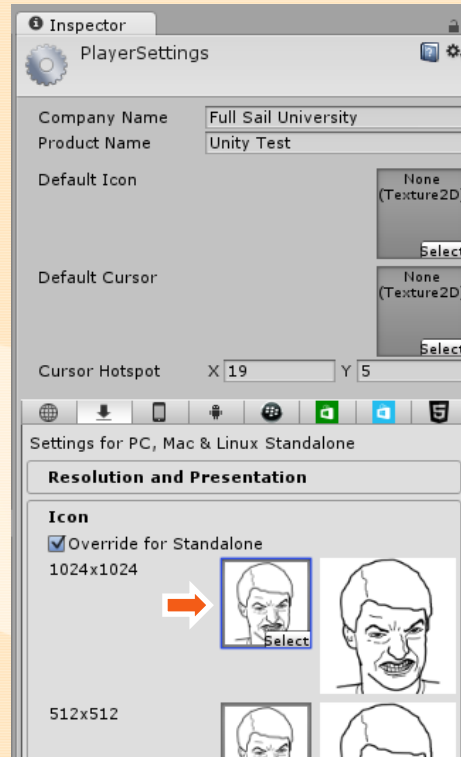 Inspector
PlayerSettings
Company Name Full Sail University
Product Name Unity Test
Default Icon
None
(Texture2D)
Select
Default Cursor
None
(Texture2D)
Select
Cursor Hotspot X 19 Y 5
Settings for PC, Mac & Linux Standalone
Resolution and Presentation
Icon
Override for Standalone
1024x1024
Select
512x512